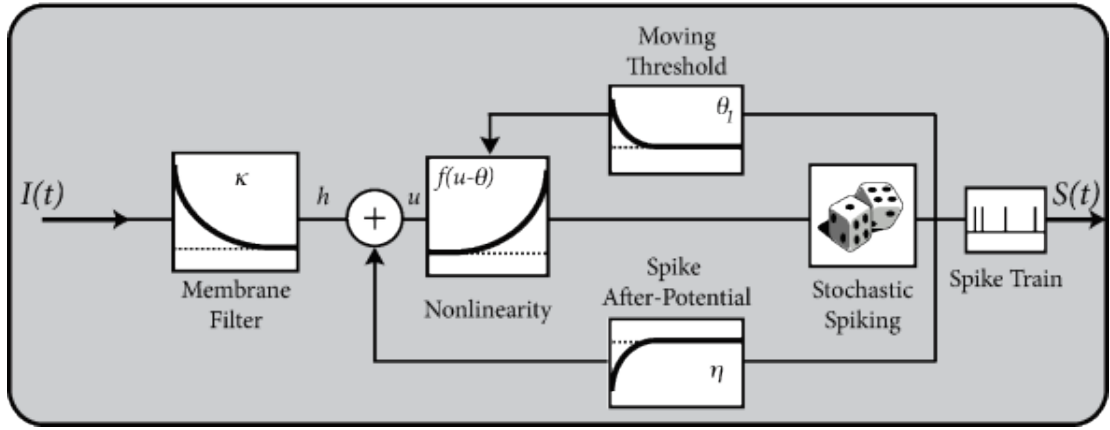 Moving
Threshold
θ₁
I(t)
κ
h
+
u
f(u-θ)
S(t)
Membrane
Filter
Nonlinearity
Spike
After-Potential
η
Stochastic
Spiking
Spike Train